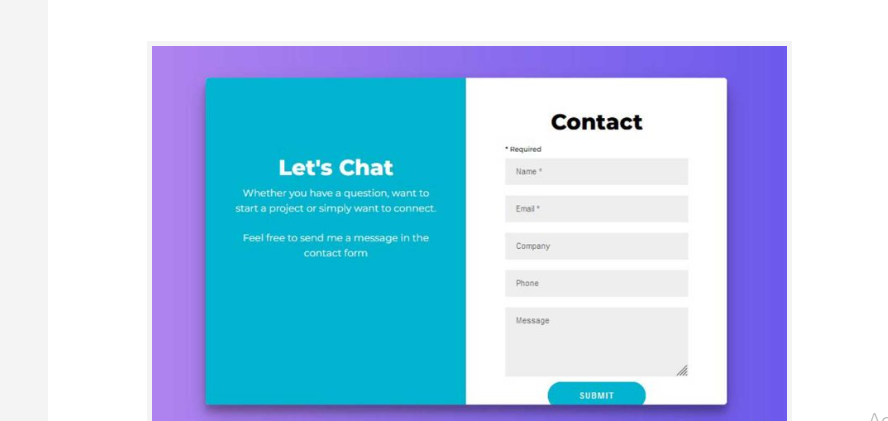 Let's Chat
Whether you have a question, want to
start a project or simply want to connect.
Feel free to send me a message in the
contact form
Contact
* Required
Name *
Email *
Company
Phone
Message
SUBMIT